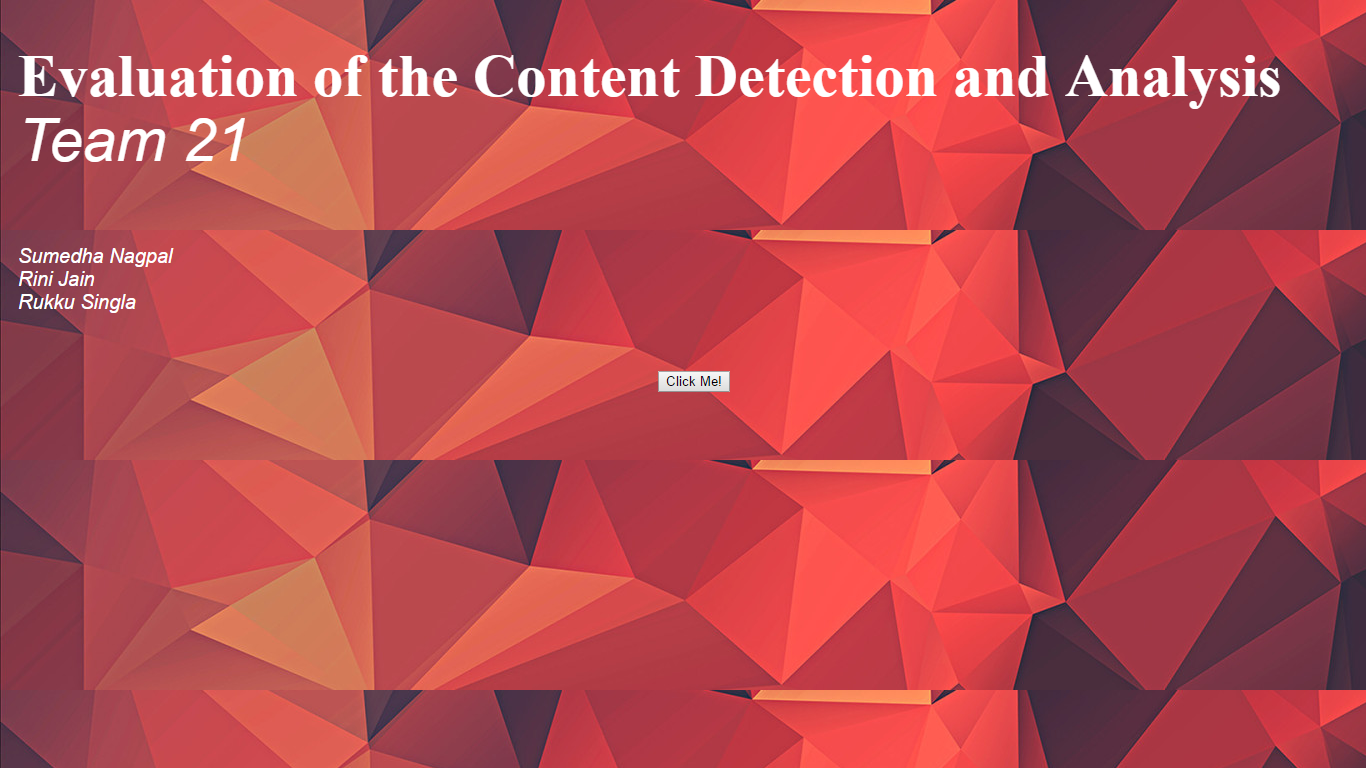 Evaluation of the Content Detection and Analysis
Team 21
Sumedha Nagpal
Rini Jain
Rukku Singla
Click Me!